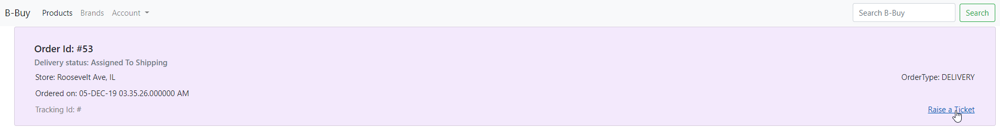 B-Buy Products Brands Account Search B-Buy Search
Order Id: #53
Delivery status: Assigned To Shipping
Store: Roosevelt Ave, IL OrderType: DELIVERY
Ordered on: 05-DEC-19 03.35.26.000000 AM
Tracking Id: # Raise a Ticket